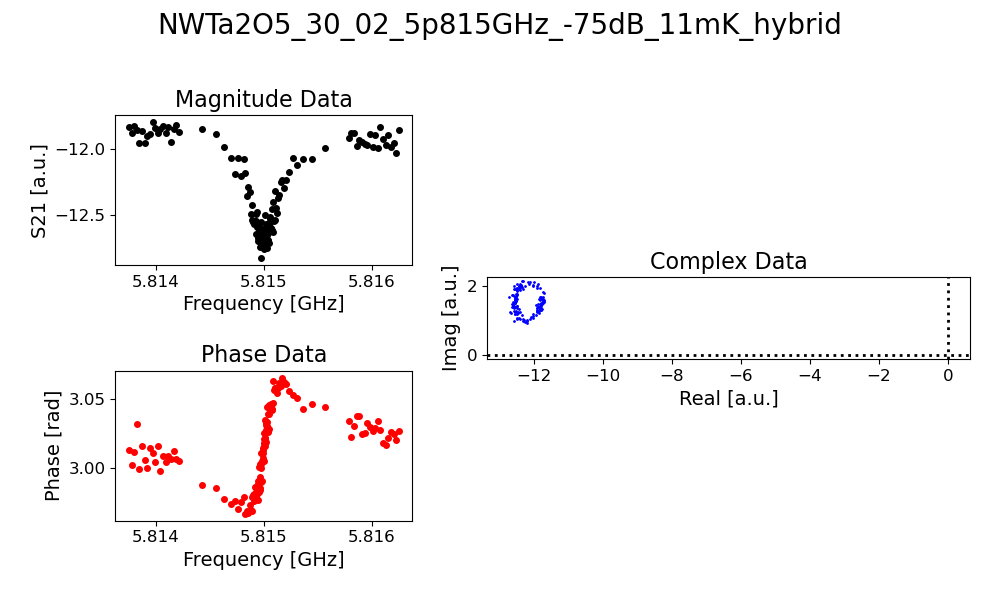 NWTa2O5_30_02_5p815GHz_-75dB_11mK_hybrid
Magnitude Data
S21 [a.u.]
−12.0
−12.5
5.814 5.815 5.816
Frequency [GHz]
Phase Data
Phase [rad]
3.05
3.00
5.814 5.815 5.816
Frequency [GHz]
Complex Data
Imag [a.u.]
2
0
−12 −10 −8 −6 −4 −2 0
Real [a.u.]